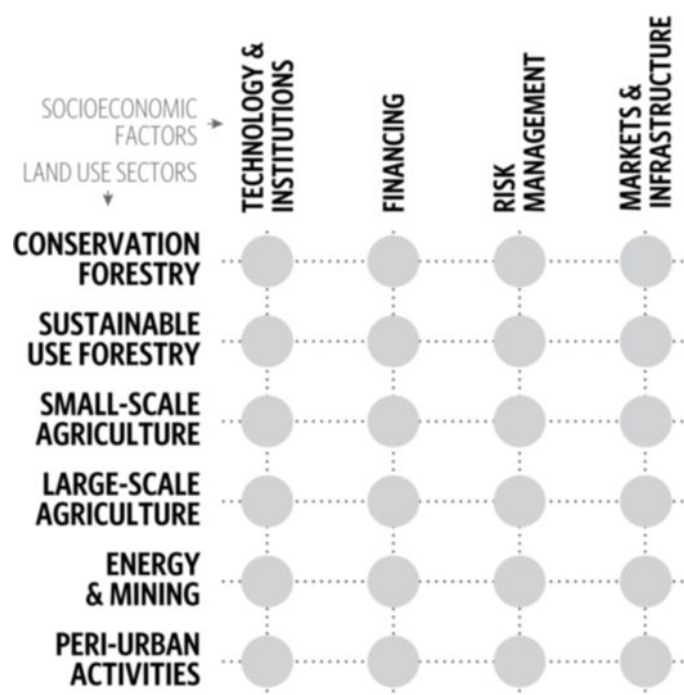 SOCIOECONOMIC
FACTORS
LAND USE SECTORS
TECHNOLOGY &
INSTITUTIONS
FINANCING
RISK
MANAGEMENT
MARKETS &
INFRASTRUCTURE
CONSERVATION
FORESTRY
SUSTAINABLE
USE FORESTRY
SMALL-SCALE
AGRICULTURE
LARGE-SCALE
AGRICULTURE
ENERGY
& MINING
PERI-URBAN
ACTIVITIES